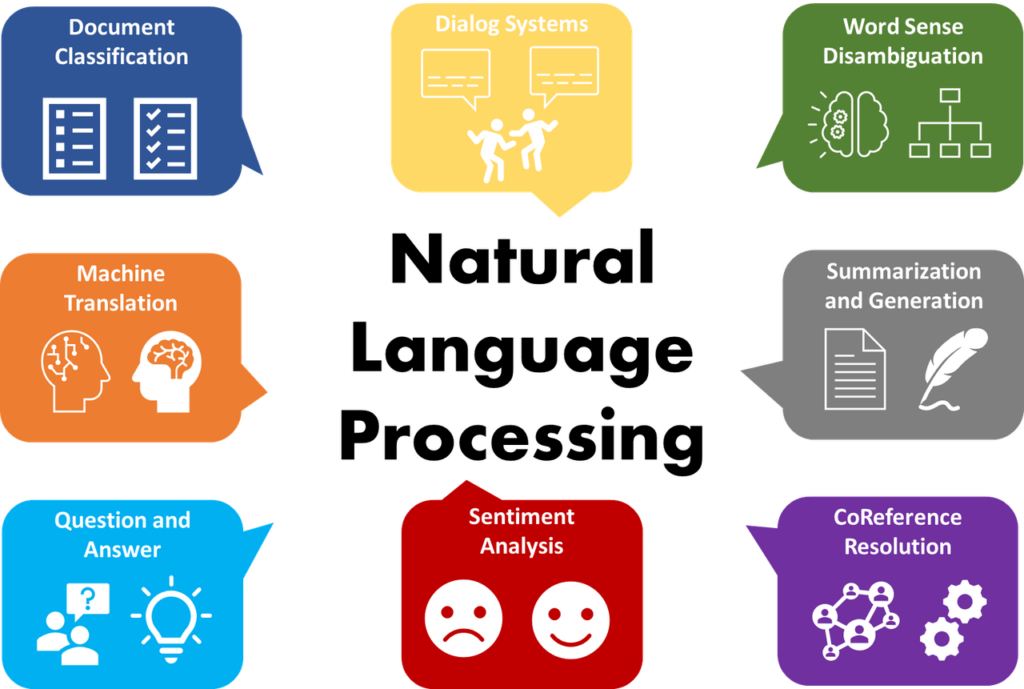 Document
Classification
Dialog Systems
Word Sense
Disambiguation
Natural
Language
Processing
Machine
Translation
Summarization
and Generation
Question and
Answer
?
Sentiment
Analysis
CoReference
Resolution